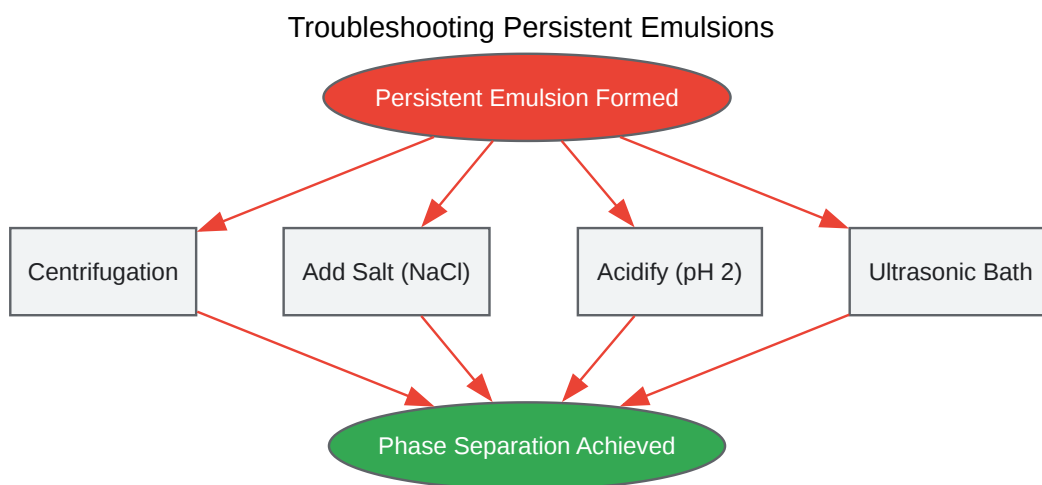 Troubleshooting Persistent Emulsions
Persistent Emulsion Formed
Centrifugation
Add Salt (NaCl)
Acidify (pH 2)
Ultrasonic Bath
Phase Separation Achieved